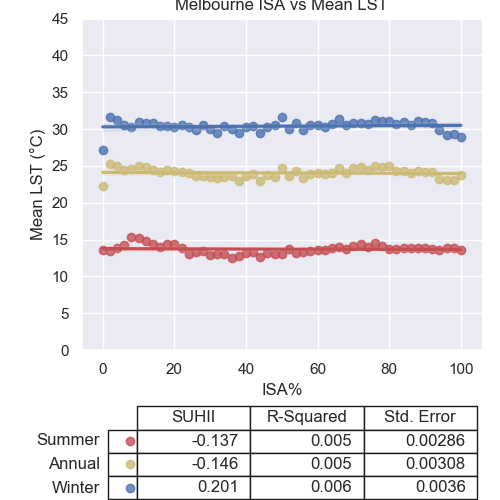 Melbourne ISA vs Mean LST
45
40
35
30
25
20
15
10
5
0
Mean LST (°C)
0 20 40 60 80 100
ISA%
SUHII R-Squared Std. Error
Summer -0.137 0.005 0.00286
Annual -0.146 0.005 0.00308
Winter 0.201 0.006 0.0036